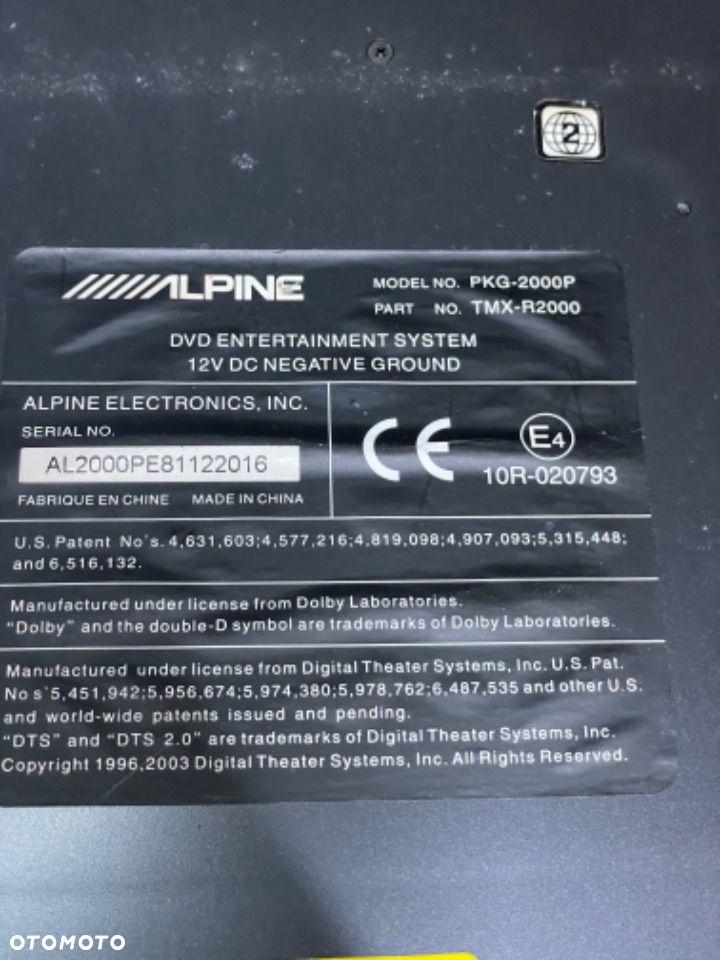 2
/////ALPINE
MODEL NO. PKG-2000P
PART NO. TMX-R2000
DVD ENTERTAINMENT SYSTEM
12V DC NEGATIVE GROUND
ALPINE ELECTRONICS, INC.
SERIAL NO.
AL2000PE81122016
FABRIQUE EN CHINE MADE IN CHINA
CE
E4
10R-020793
U.S. Patent No's. 4,631,603;4,577,216;4,819,098;4,907,093;5,315,448;
and 6,516,132.
Manufactured under license from Dolby Laboratories.
“Dolby” and the double-D symbol are trademarks of Dolby Laboratories.
Manufactured under license from Digital Theater Systems, Inc. U.S. Pat.
No s'5,451,942;5,956,674;5,974,380;5,978,762;6,487,535 and other U.S.
and world-wide patents issued and pending.
“DTS” and “DTS 2.0” are trademarks of Digital Theater Systems, Inc.
Copyright 1996,2003 Digital Theater Systems, Inc. All Rights Reserved.
OTOMOTO